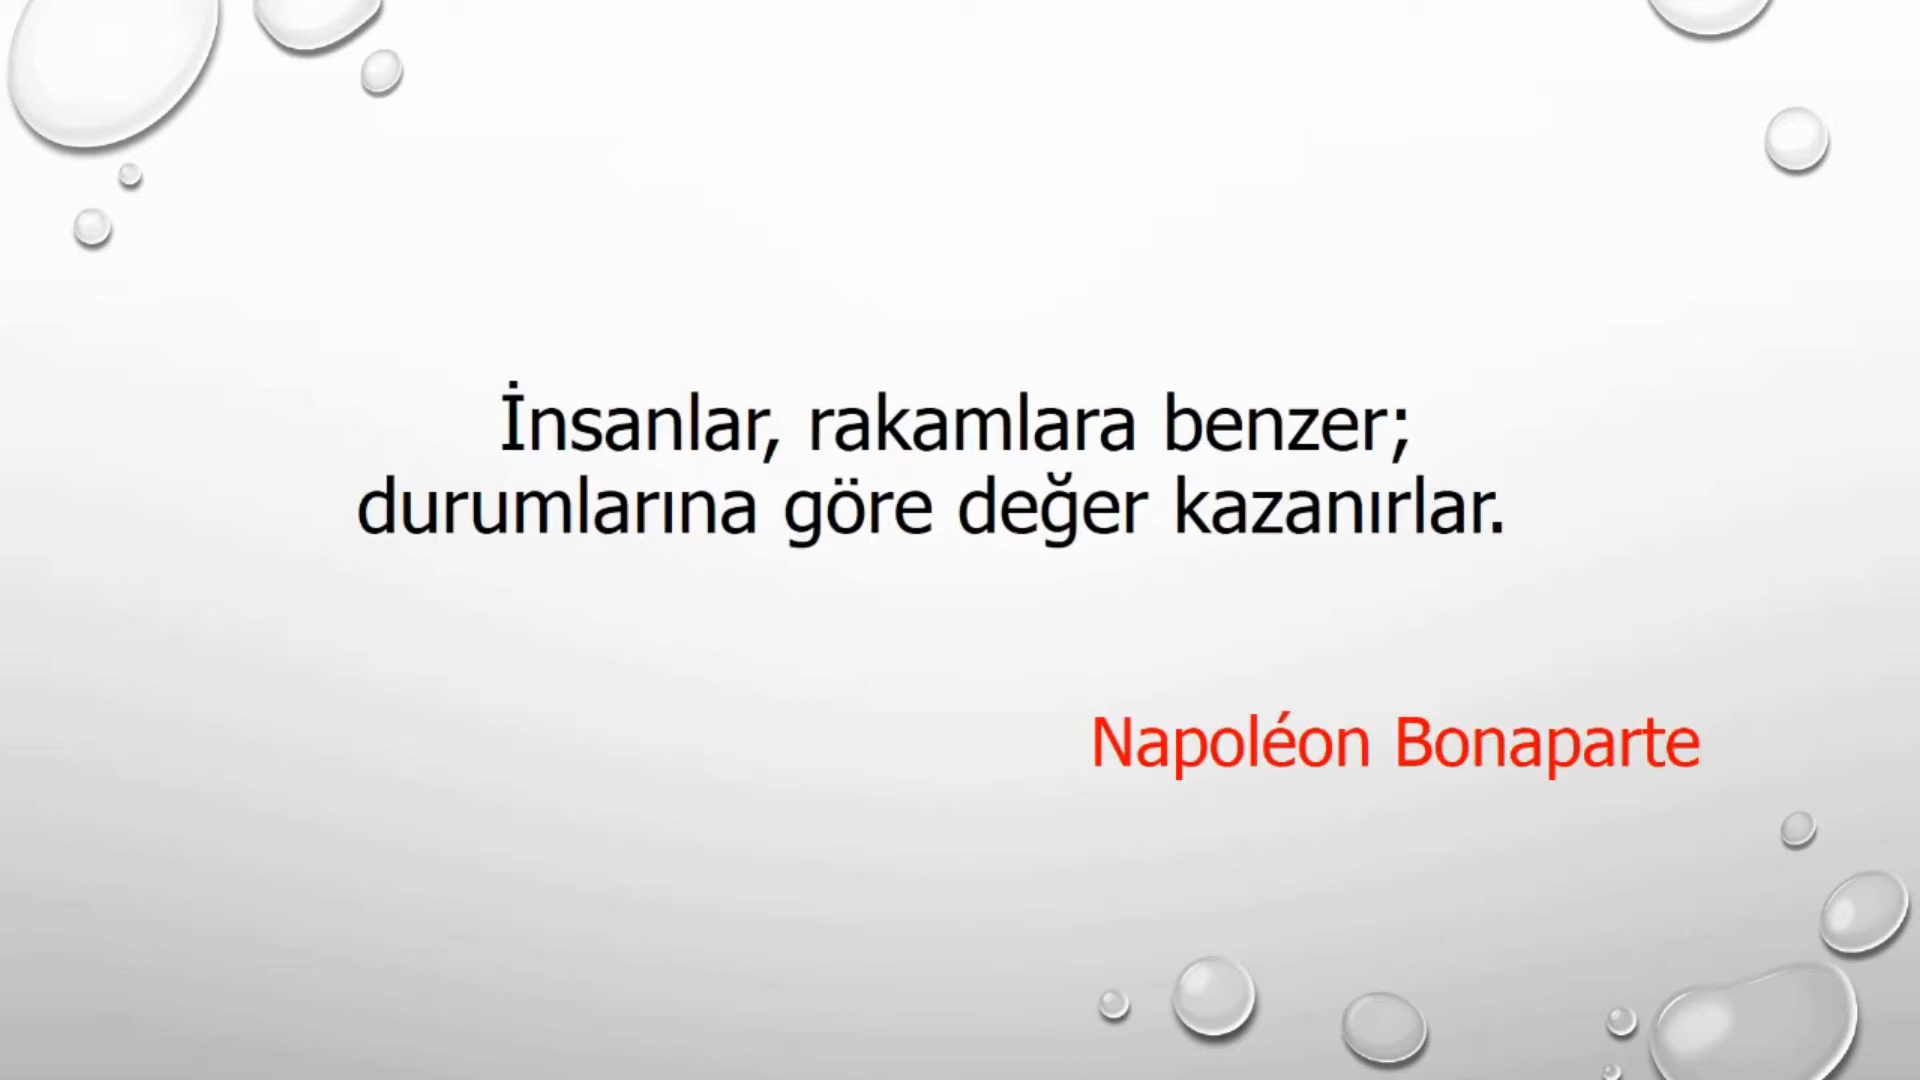 İnsanlar, rakamlara benzer;
durumlarına göre değer kazanırlar.
Napoléon Bonaparte